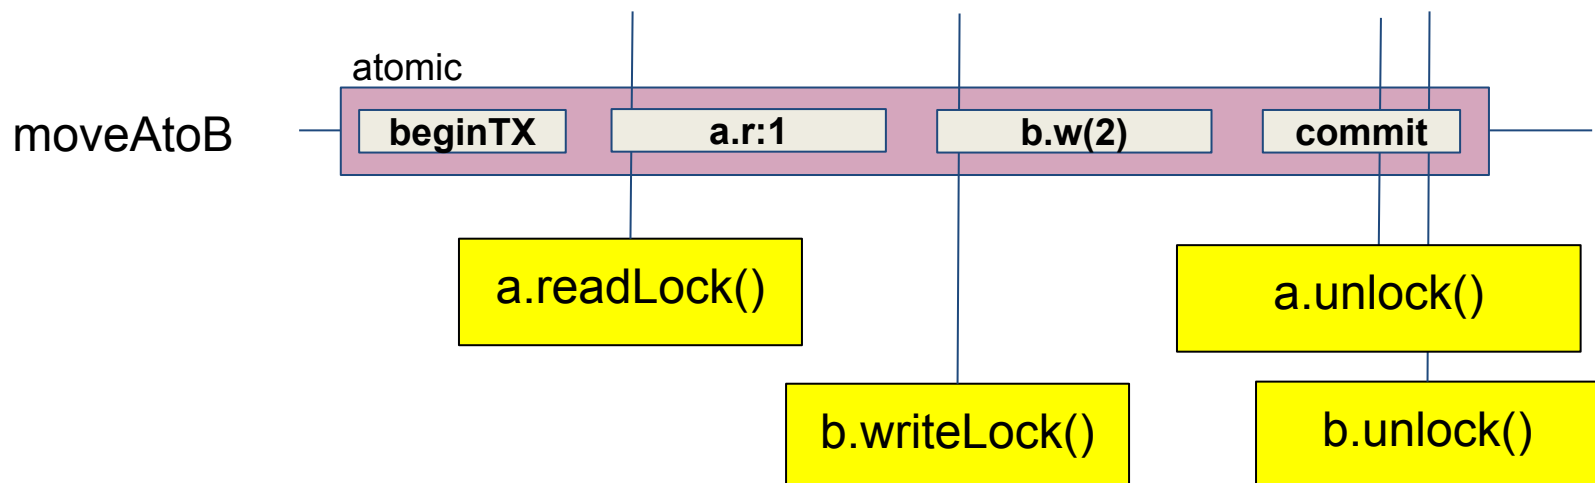 atomic
moveAtoB
beginTX
a.r:1
b.w(2)
commit
a.readLock()
a.unlock()
b.writeLock()
b.unlock()